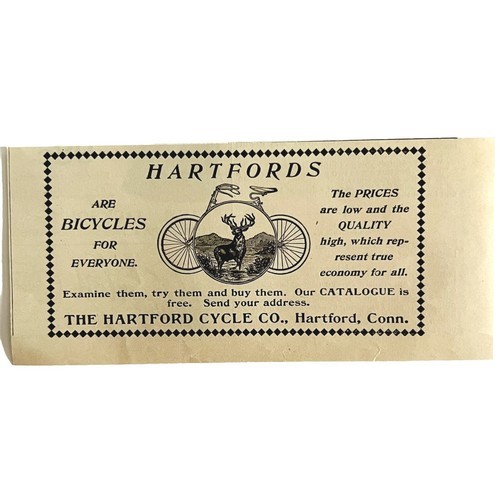 HARTFORDS
ARE
BICYCLES
FOR
EVERYONE.
The PRICES
are low and the
QUALITY
high, which rep-
resent true
economy for all.
Examine them, try them and buy them. Our CATALOGUE is
free. Send your address.
THE HARTFORD CYCLE CO., Hartford, Conn.